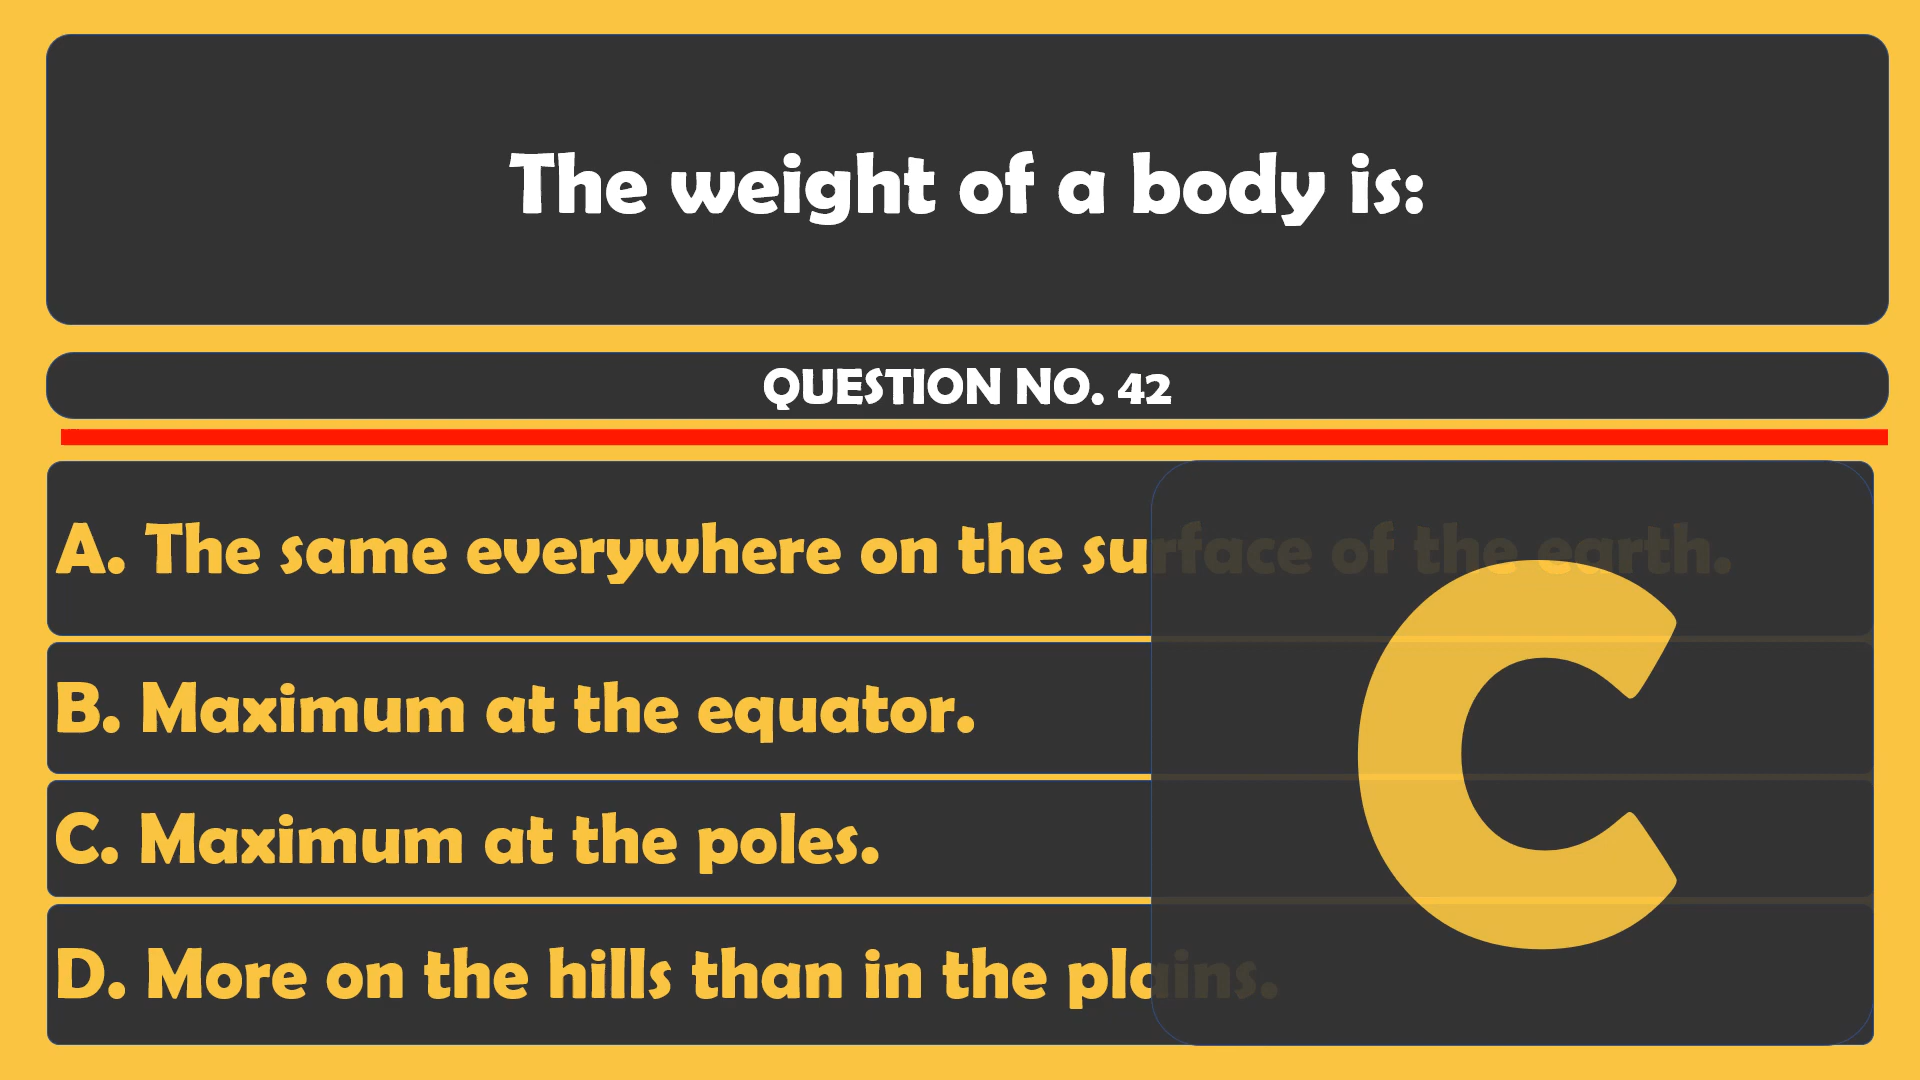 The weight of a body is:
QUESTION NO. 42
A. The same everywhere on the surface of the earth.
B. Maximum at the equator.
C. Maximum at the poles.
D. More on the hills than in the plains.
C